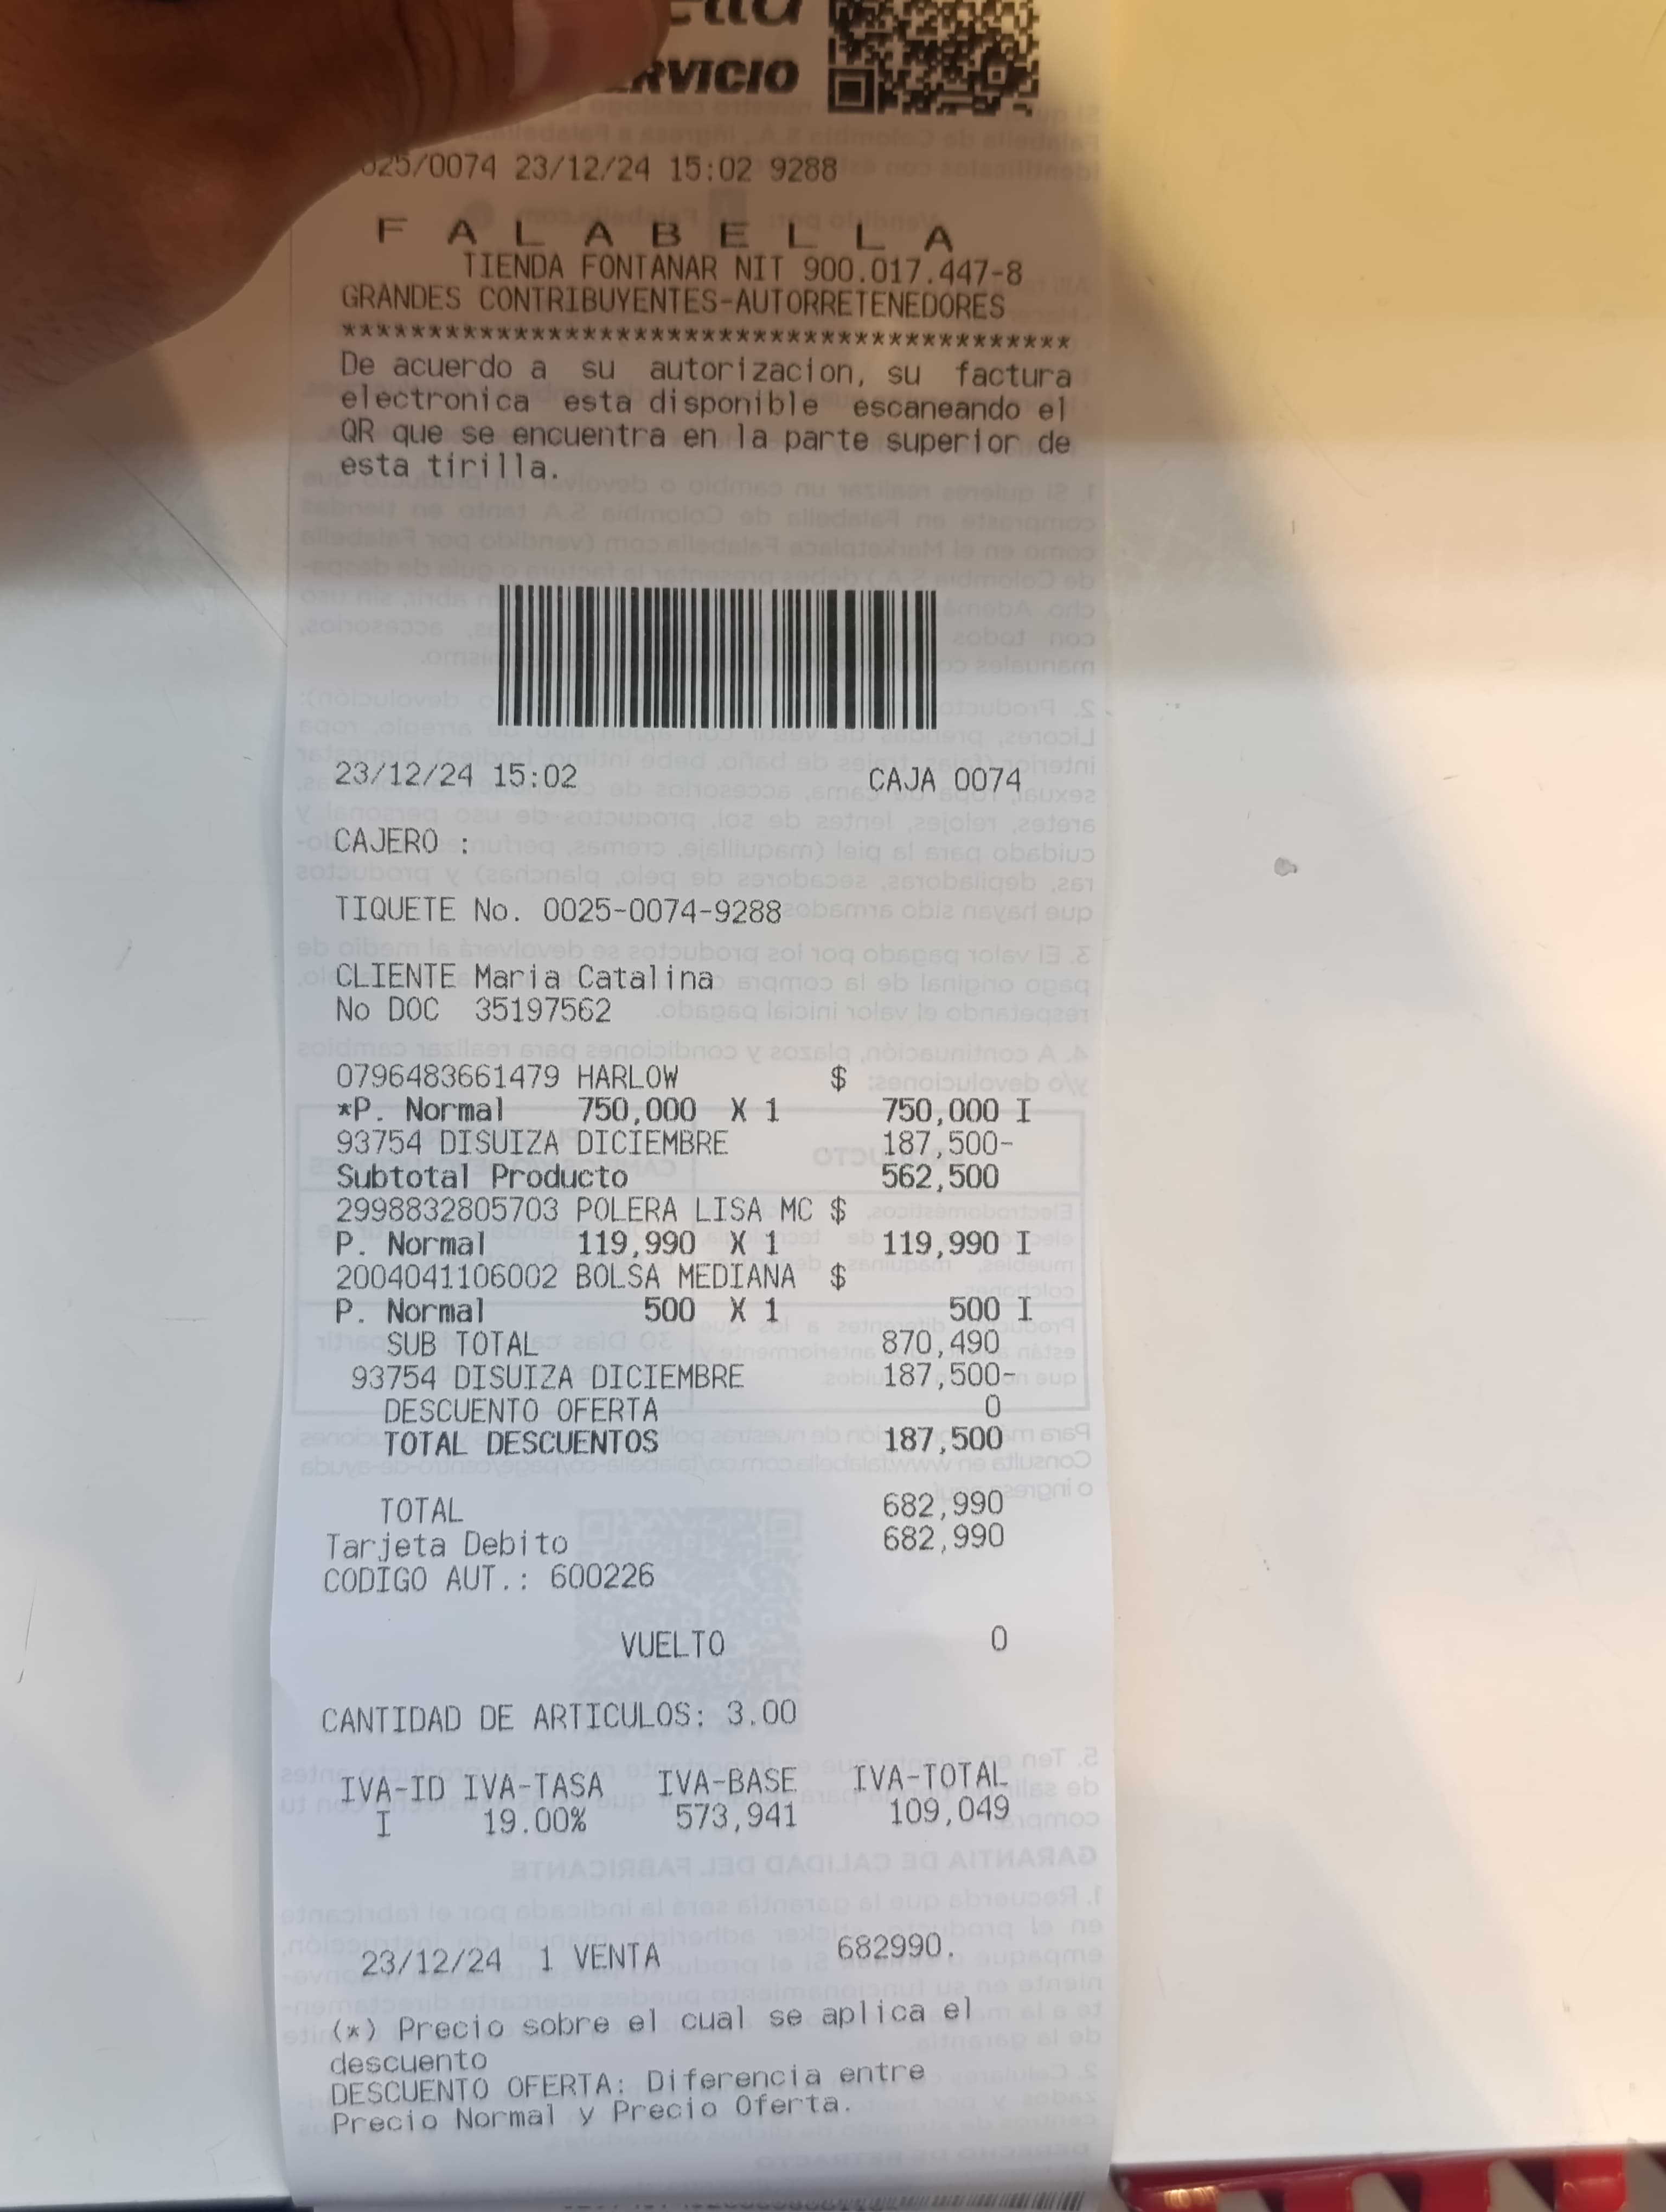 RVICIO
025/0074 23/12/24 15:02 9288
F A L A B E L L A
TIENDA FONTANAR NIT 900.017.447-8
GRANDES CONTRIBUYENTES-AUTORRETENEDORES
******************************************
De acuerdo a su autorizacion, su factura
electronica esta disponible escaneando el
QR que se encuentra en la parte superior de
esta tirilla.
23/12/24 15:02 CAJA 0074
CAJERO :
TIQUETE No. 0025-0074-9288
CLIENTE Maria Catalina
No DOC 35197562
0796483661479 HARLOW $
*P. Normal 750,000 X 1 750,000 I
93754 DISUIZA DICIEMBRE 187,500-
Subtotal Producto 562,500
2998832805703 POLERA LISA MC $
P. Normal 119,990 X 1 119,990 I
2004041106002 BOLSA MEDIANA $
P. Normal 500 X 1 500 I
SUB TOTAL 870,490
93754 DISUIZA DICIEMBRE 187,500-
DESCUENTO OFERTA 0
TOTAL DESCUENTOS 187,500
TOTAL 682,990
Tarjeta Debito 682,990
CODIGO AUT.: 600226
VUELTO 0
CANTIDAD DE ARTICULOS: 3.00
IVA-ID IVA-TASA IVA-BASE IVA-TOTAL
I 19.00% 573,941 109,049
23/12/24 1 VENTA 682990.
(*) Precio sobre el cual se aplica el
descuento
DESCUENTO OFERTA: Diferencia entre
Precio Normal y Precio Oferta.